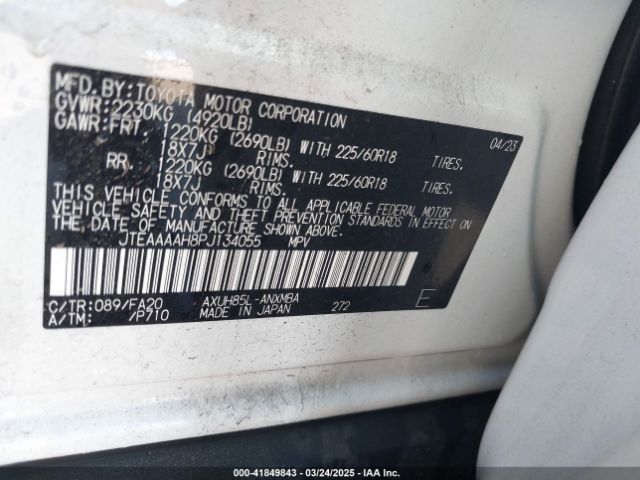 MFD.BY:TOYOTA MOTOR CORPORATION 04/23
GVWR:2230KG (4920LB)
GAWR:FRT. 1220KG (2690LB) WITH 225/60R18 TIRES.
18X7J RIMS.
RR. 1220KG (2690LB) WITH 225/60R18 TIRES.
18X7J RIMS.
THIS VEHICLE CONFORMS TO ALL APPLICABLE FEDERAL MOTOR
VEHICLE SAFETY AND THEFT PREVENTION STANDARDS IN EFFECT ON
THE DATE OF MANUFACTURE SHOWN ABOVE.
JTEAAAAH8PJ134055 MPV
C/TR:089/FA20 AXUH85L-ANXMBA
A/TM: /P710 MADE IN JAPAN 272 E
000-41849843 / 03/24/2025 - IAA Inc.